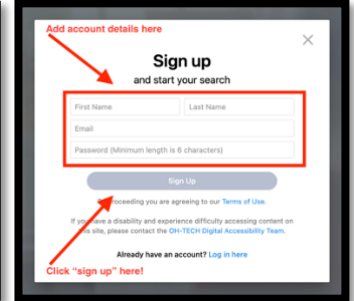 Add account details here
Sign up
and start your search
First Name
Last Name
Email
Password (Minimum length is 6 characters)
Sign Up
proceeding you are agreeing to our Terms of Use.
If you have a disability and experience difficulty accessing content on
this site, please contact the OH-TECH Digital Accessibility Team.
Already have an account? Log in here
Click “sign up” here!